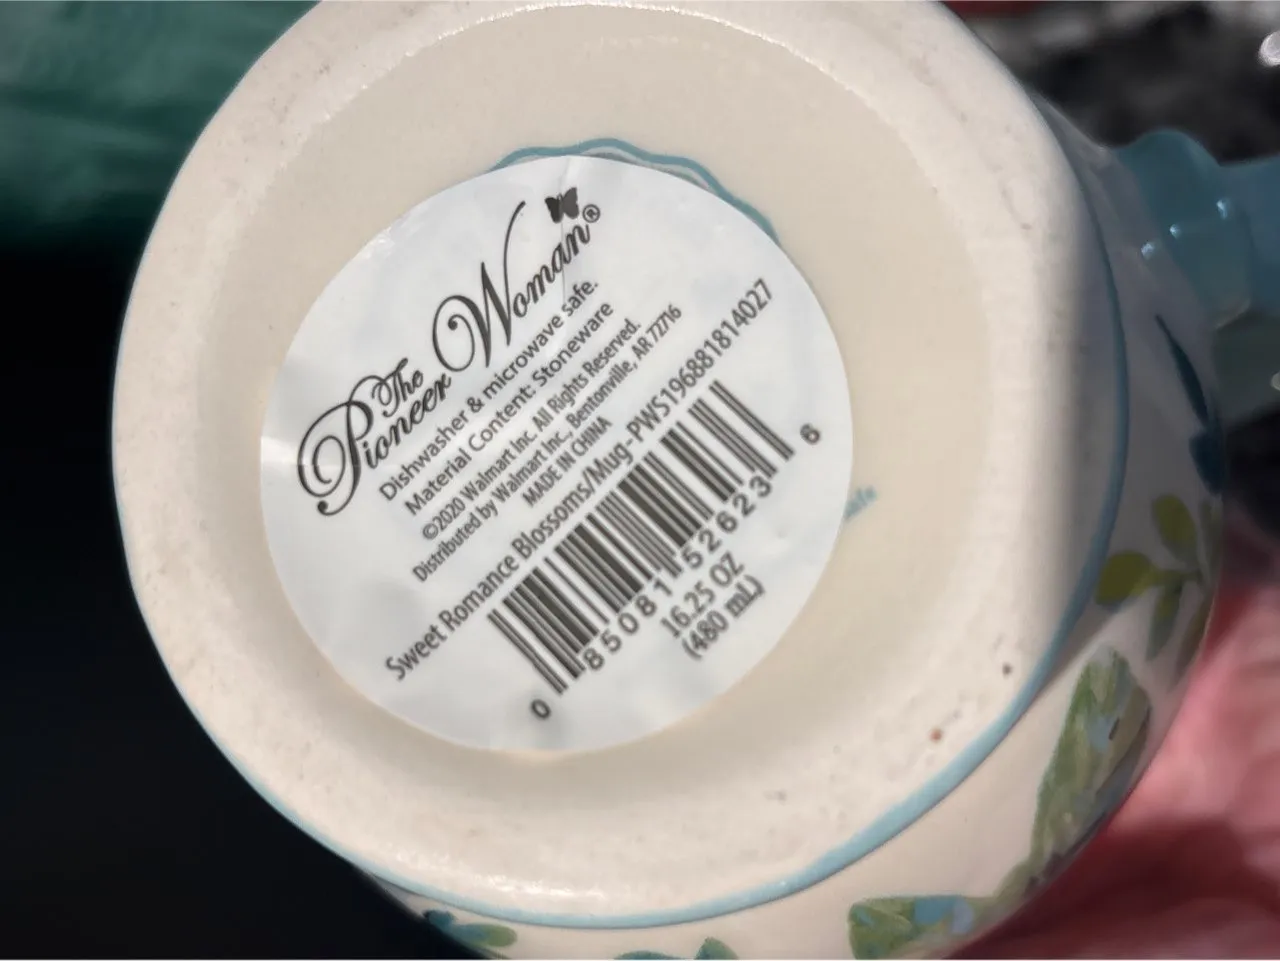 The
Pioneer Woman®
Dishwasher & microwave safe.
Material Content: Stoneware
©2020 Walmart Inc. All Rights Reserved.
Distributed by Walmart Inc., Bentonville, AR 72716
MADE IN CHINA
Sweet Romance Blossoms/Mug-PWS196881814027
0 85081 52623 6
16.25 OZ
(480 mL)
safe